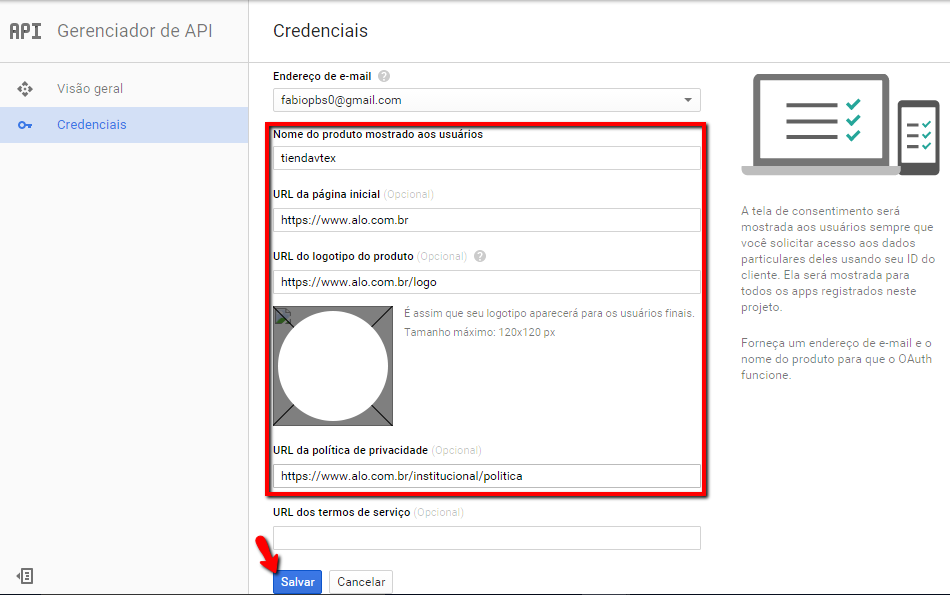 API Gerenciador de API
Credenciais
Visão geral
Credenciais
Endereço de e-mail ?
fabiopbs0@gmail.com
Nome do produto mostrado aos usuários
tiendavtex
URL da página inicial (Opcional)
https://www.alo.com.br
URL do logotipo do produto (Opcional) ?
https://www.alo.com.br/logo
É assim que seu logotipo aparecerá para os usuários finais.
Tamanho máximo: 120x120 px
URL da política de privacidade (Opcional)
https://www.alo.com.br/institucional/politica
URL dos termos de serviço (Opcional)
Salvar
Cancelar
A tela de consentimento será
mostrada aos usuários sempre que
você solicitar acesso aos dados
particulares deles usando seu ID do
cliente. Ela será mostrada para
todos os apps registrados neste
projeto.
Forneça um endereço de e-mail e o
nome do produto para que o OAuth
funcione.